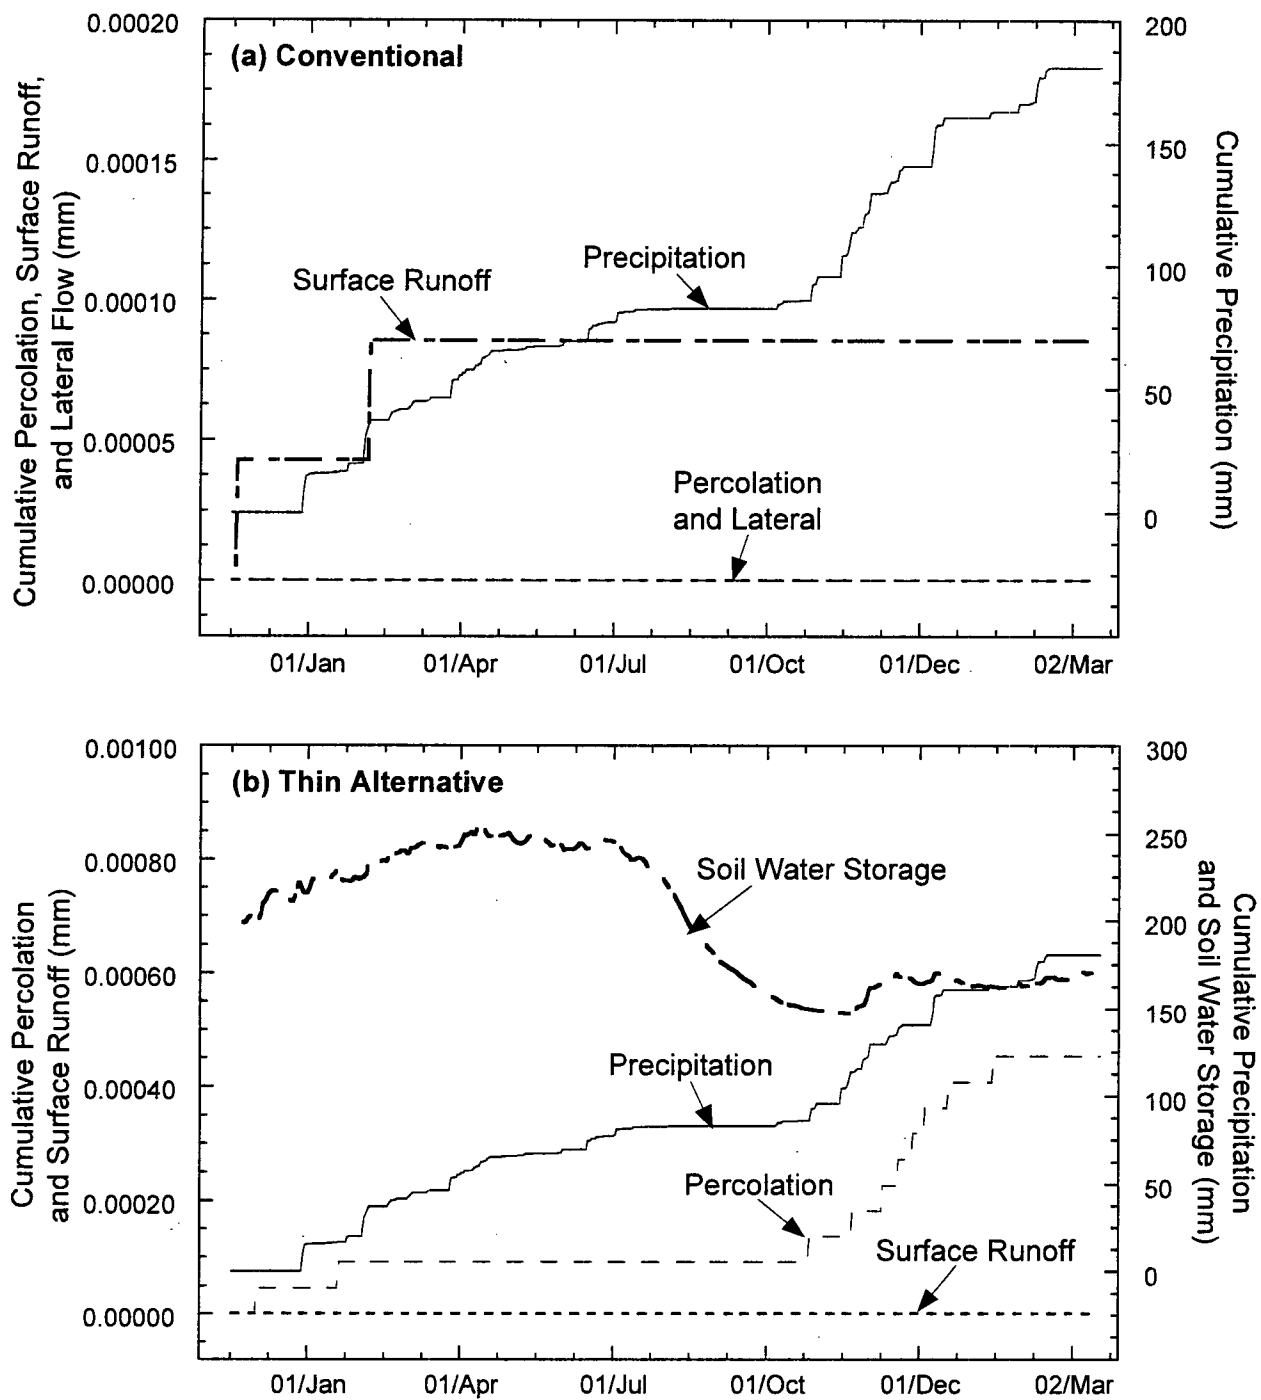 (a) Conventional
Cumulative Percolation, Surface Runoff,
and Lateral Flow (mm)
0.00020
0.00015
0.00010
0.00005
0.00000
Surface Runoff
Precipitation
Percolation
and Lateral
200
150
100
50
0
Cumulative Precipitation (mm)
01/Jan 01/Apr 01/Jul 01/Oct 01/Dec 02/Mar
(b) Thin Alternative
Cumulative Percolation
and Surface Runoff (mm)
0.00100
0.00080
0.00060
0.00040
0.00020
0.00000
Soil Water Storage
Precipitation
Percolation
Surface Runoff
300
250
200
150
100
50
0
Cumulative Precipitation
and Soil Water Storage (mm)
01/Jan 01/Apr 01/Jul 01/Oct 01/Dec 02/Mar